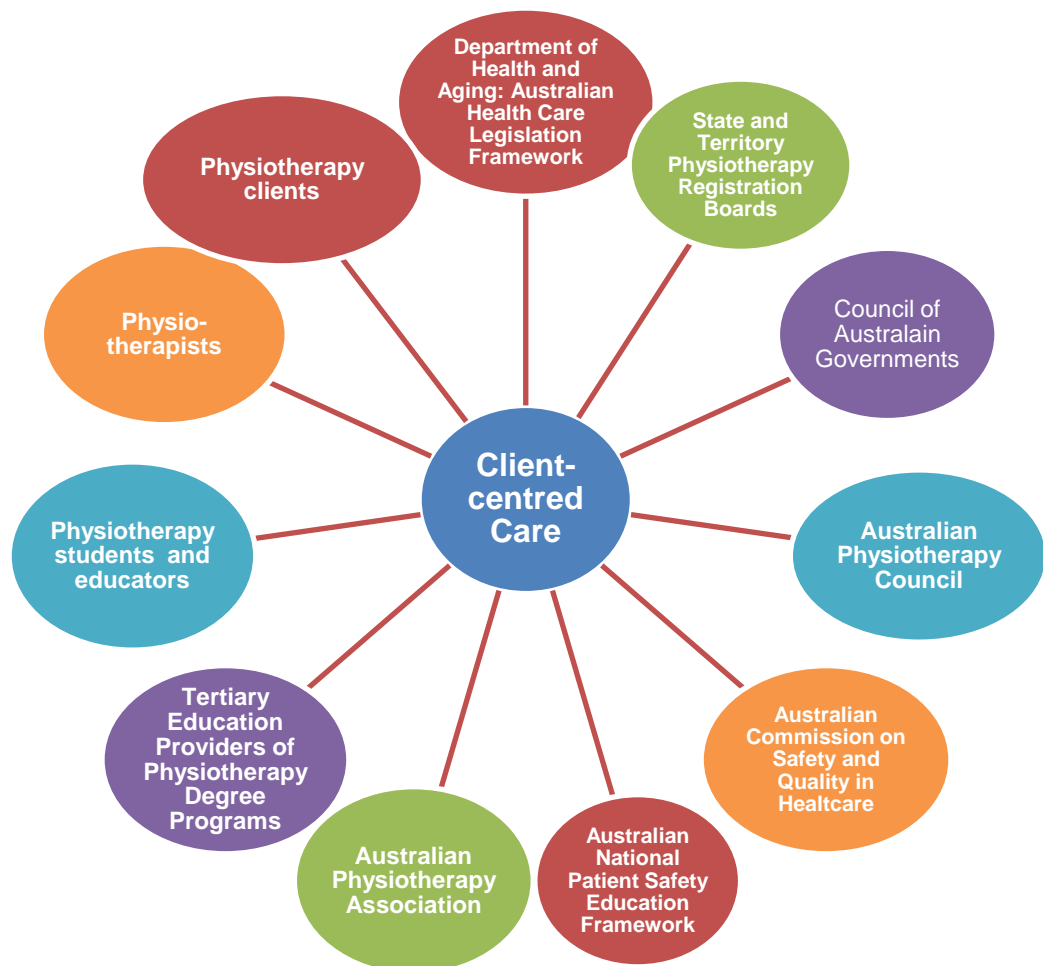 Department of
Health and
Aging: Australian
Health Care
Legislation
Framework
State and
Territory
Physiotherapy
Registration
Boards
Council of
Australain
Governments
Australian
Physiotherapy
Council
Australian
Commission on
Safety and
Quality in
Healtcare
Australian
National
Patient Safety
Education
Framework
Australian
Physiotherapy
Association
Tertiary
Education
Providers of
Physiotherapy
Degree
Programs
Physiotherapy
students and
educators
Physio-
therapists
Physiotherapy
clients
Client-
centred
Care